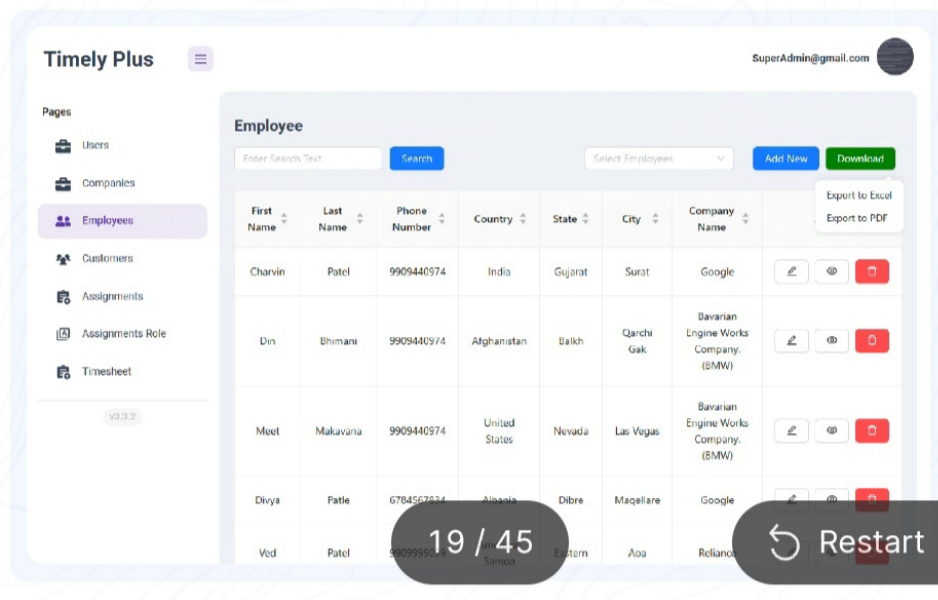 Timely Plus
SuperAdmin@gmail.com
Pages
Users
Companies
Employees
Customers
Assignments
Assignments Role
Timesheet
v3.3.2
Employee
Enter Search Text
Search
Select Employees
Add New
Download
Export to Excel
Export to PDF
First Name
Last Name
Phone Number
Country
State
City
Company Name
Charvin Patel 9909440974 India Gujarat Surat Google
Din Bhimani 9909440974 Afghanistan Balkh Qarchi Gak Bavarian Engine Works Company. (BMW)
Meet Makavana 9909440974 United States Nevada Las Vegas Bavarian Engine Works Company. (BMW)
Divya Patle 6784567834 Albania Dibre Maqellare Google
Ved Patel Samoa Eastern Aoa Reliance
19 / 45
Restart